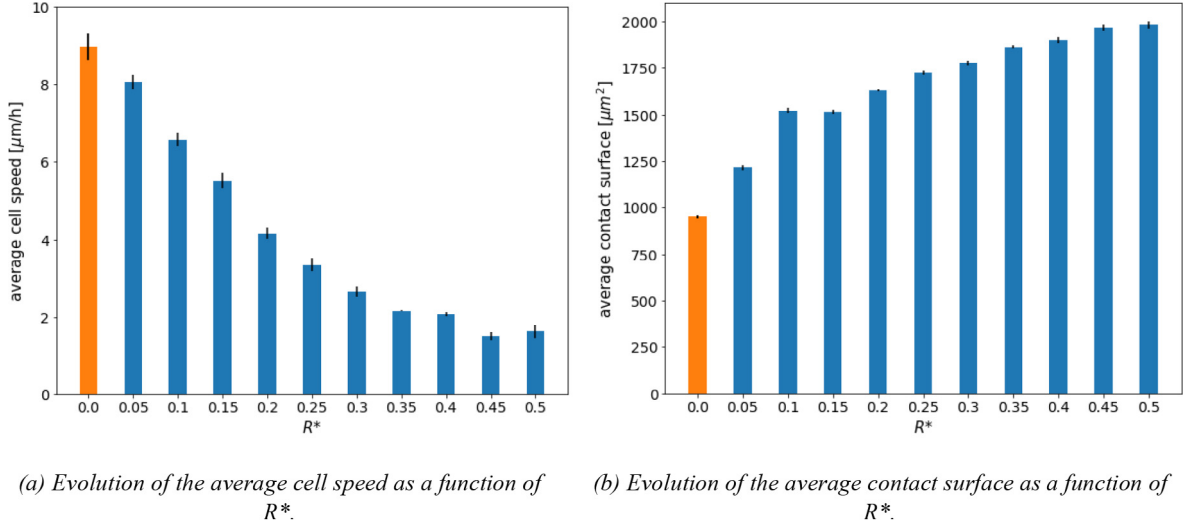 10
8
6
4
2
0
average cell speed [μm/h]
0.0 0.05 0.1 0.15 0.2 0.25 0.3 0.35 0.4 0.45 0.5
R*
(a) Evolution of the average cell speed as a function of
R*.
2000
1750
1500
1250
1000
750
500
250
0
average contact surface [μm²]
0.0 0.05 0.1 0.15 0.2 0.25 0.3 0.35 0.4 0.45 0.5
R*
(b) Evolution of the average contact surface as a function of
R*.